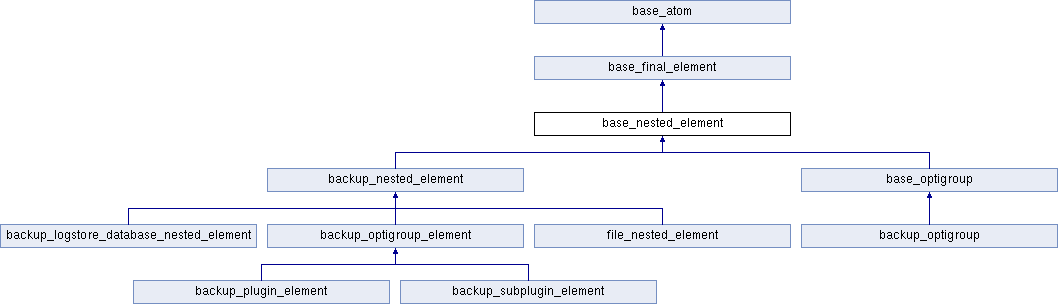 base_atom
base_final_element
base_nested_element
backup_nested_element
base_optigroup
backup_logstore_database_nested_element
backup_optigroup_element
file_nested_element
backup_optigroup
backup_plugin_element
backup_subplugin_element